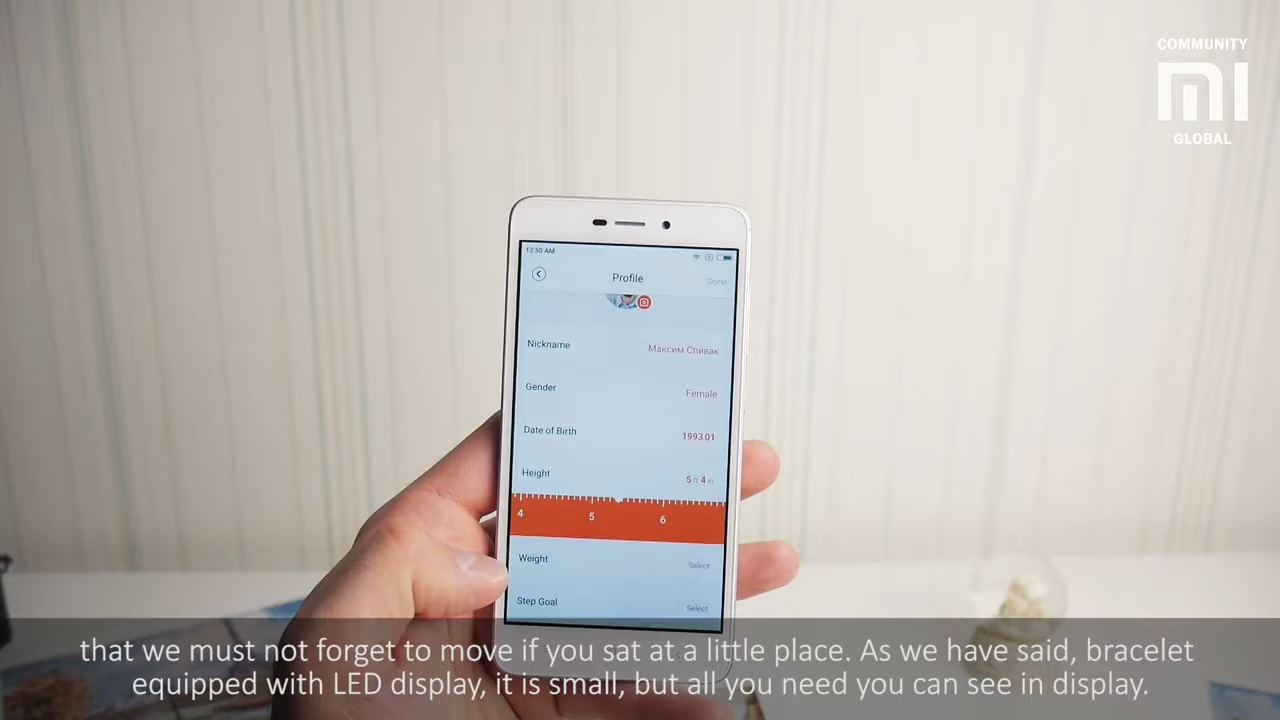 COMMUNITY
MI
GLOBAL
12:50 AM
Profile
Done
Nickname
Максим Спивак
Gender
Female
Date of Birth
1993.01
Height
5 ft 4 in
4 5 6
Weight
Select
Step Goal
Select
that we must not forget to move if you sat at a little place. As we have said, bracelet
equipped with LED display, it is small, but all you need you can see in display.